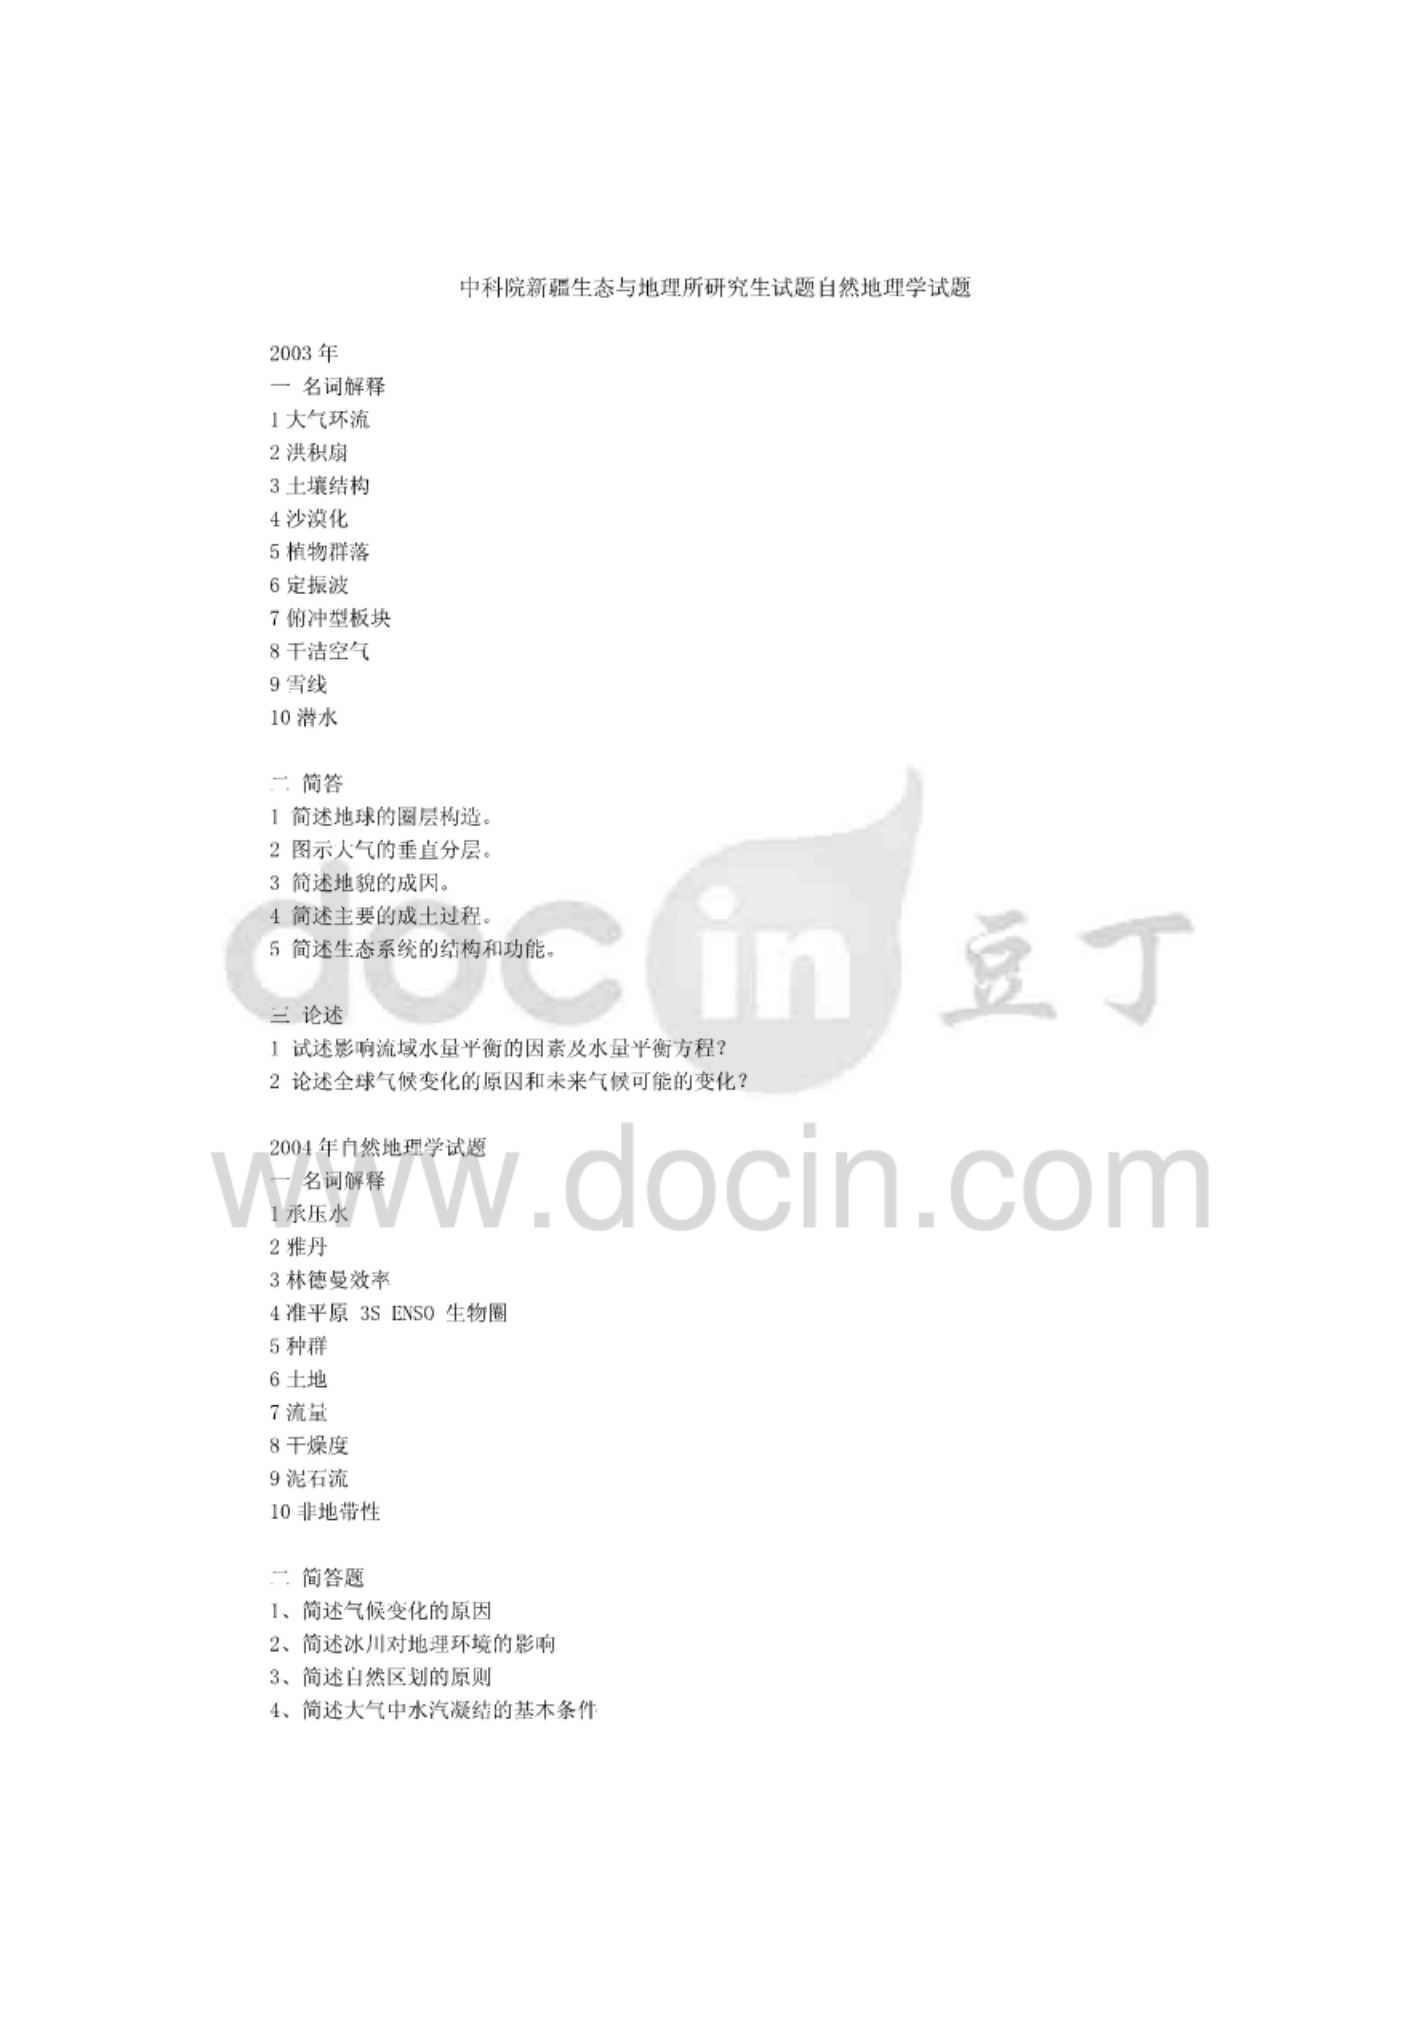 中科院新疆生态与地理所研究生试题自然地理学试题
2003 年
一 名词解释
1 大气环流
2 洪积扇
3 土壤结构
4 沙漠化
5 植物群落
6 定振波
7 俯冲型板块
8 干洁空气
9 雪线
10 潜水
二 简答
1 简述地球的圈层构造。
2 图示大气的垂直分层。
3 简述地貌的成因。
4 简述主要的成土过程。
5 简述生态系统的结构和功能。
docin 豆丁
三 论述
1 试述影响流域水量平衡的因素及水量平衡方程?
2 论述全球气候变化的原因和未来气候可能的变化?
2004 年自然地理学试题
www.docin.com
一 名词解释
1 承压水
2 雅丹
3 林德曼效率
4 准平原 3S ENSO 生物圈
5 种群
6 土地
7 流量
8 干燥度
9 泥石流
10 非地带性
二 简答题
1、简述气候变化的原因
2、简述冰川对地理环境的影响
3、简述自然区划的原则
4、简述大气中水汽凝结的基本条件